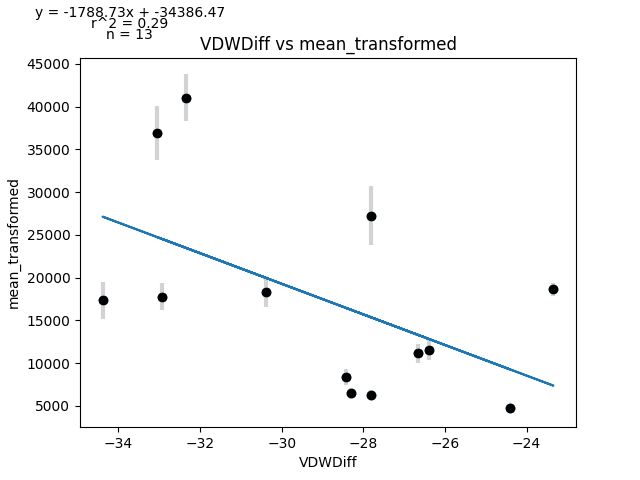 y = -1788.73x + -34386.47
r^2 = 0.29
n = 13
VDWDiff vs mean_transformed
45000
40000
35000
30000
25000
20000
15000
10000
5000
mean_transformed
−34
−32
−30
−28
−26
−24
VDWDiff